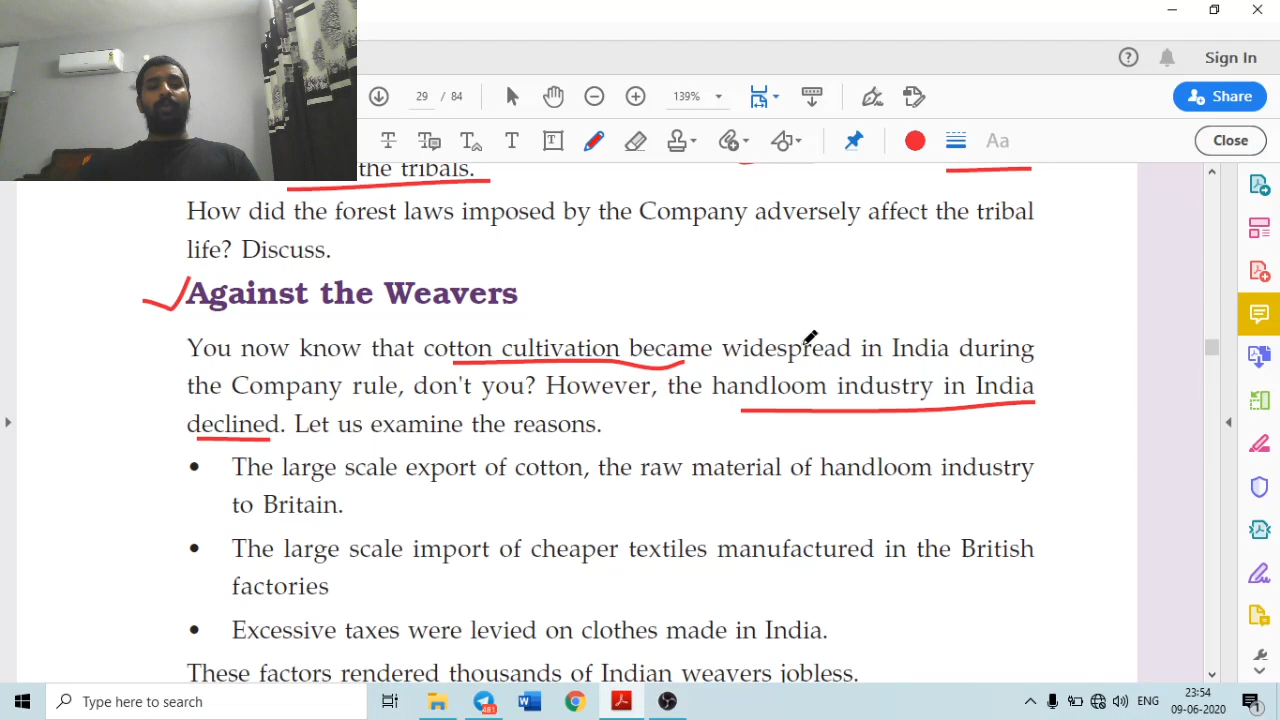 Sign In
29 / 84
139%
Share
Aa
Close
the tribals.
How did the forest laws imposed by the Company adversely affect the tribal
life? Discuss.
Against the Weavers
You now know that cotton cultivation became widespread in India during
the Company rule, don't you? However, the handloom industry in India
declined. Let us examine the reasons.
• The large scale export of cotton, the raw material of handloom industry
to Britain.
• The large scale import of cheaper textiles manufactured in the British
factories
• Excessive taxes were levied on clothes made in India.
These factors rendered thousands of Indian weavers jobless.
Type here to search
481
ENG
23:54
09-06-2020
1